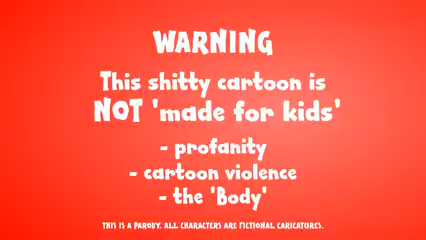 WARNING
This shitty cartoon is
NOT 'made for kids'
- profanity
- cartoon violence
- the 'Body'
THIS IS A PARODY. ALL CHARACTERS ARE FICTIONAL CARICATURES.